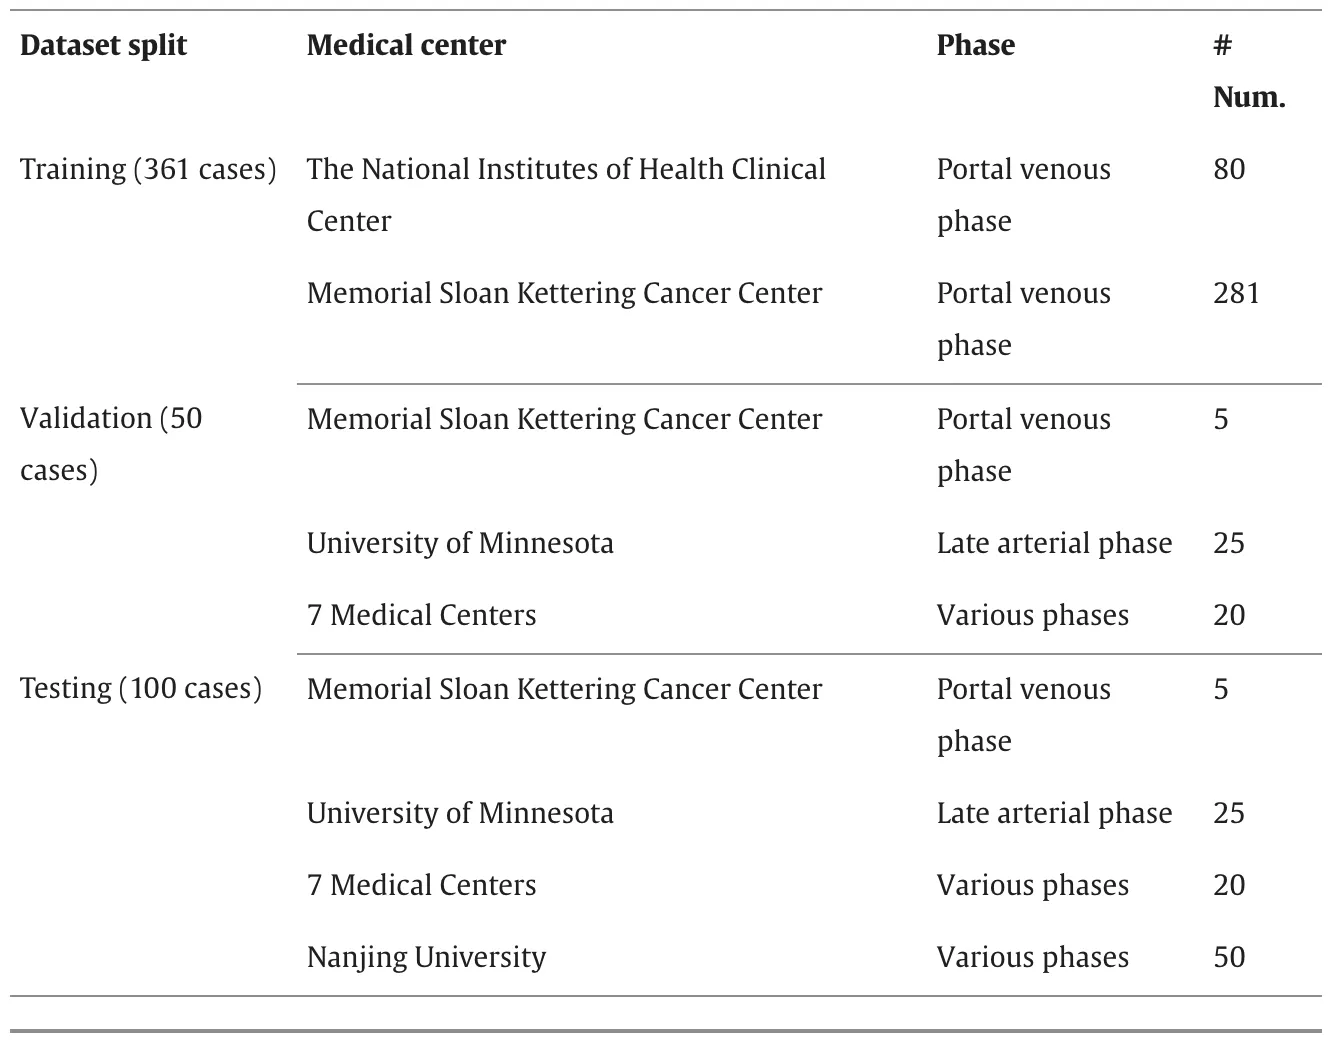 Dataset split Medical center Phase #
Num.
Training (361 cases) The National Institutes of Health Clinical Portal venous 80
Center phase
Memorial Sloan Kettering Cancer Center Portal venous 281
phase
Validation (50 Memorial Sloan Kettering Cancer Center Portal venous 5
cases) phase
University of Minnesota Late arterial phase 25
7 Medical Centers Various phases 20
Testing (100 cases) Memorial Sloan Kettering Cancer Center Portal venous 5
phase
University of Minnesota Late arterial phase 25
7 Medical Centers Various phases 20
Nanjing University Various phases 50